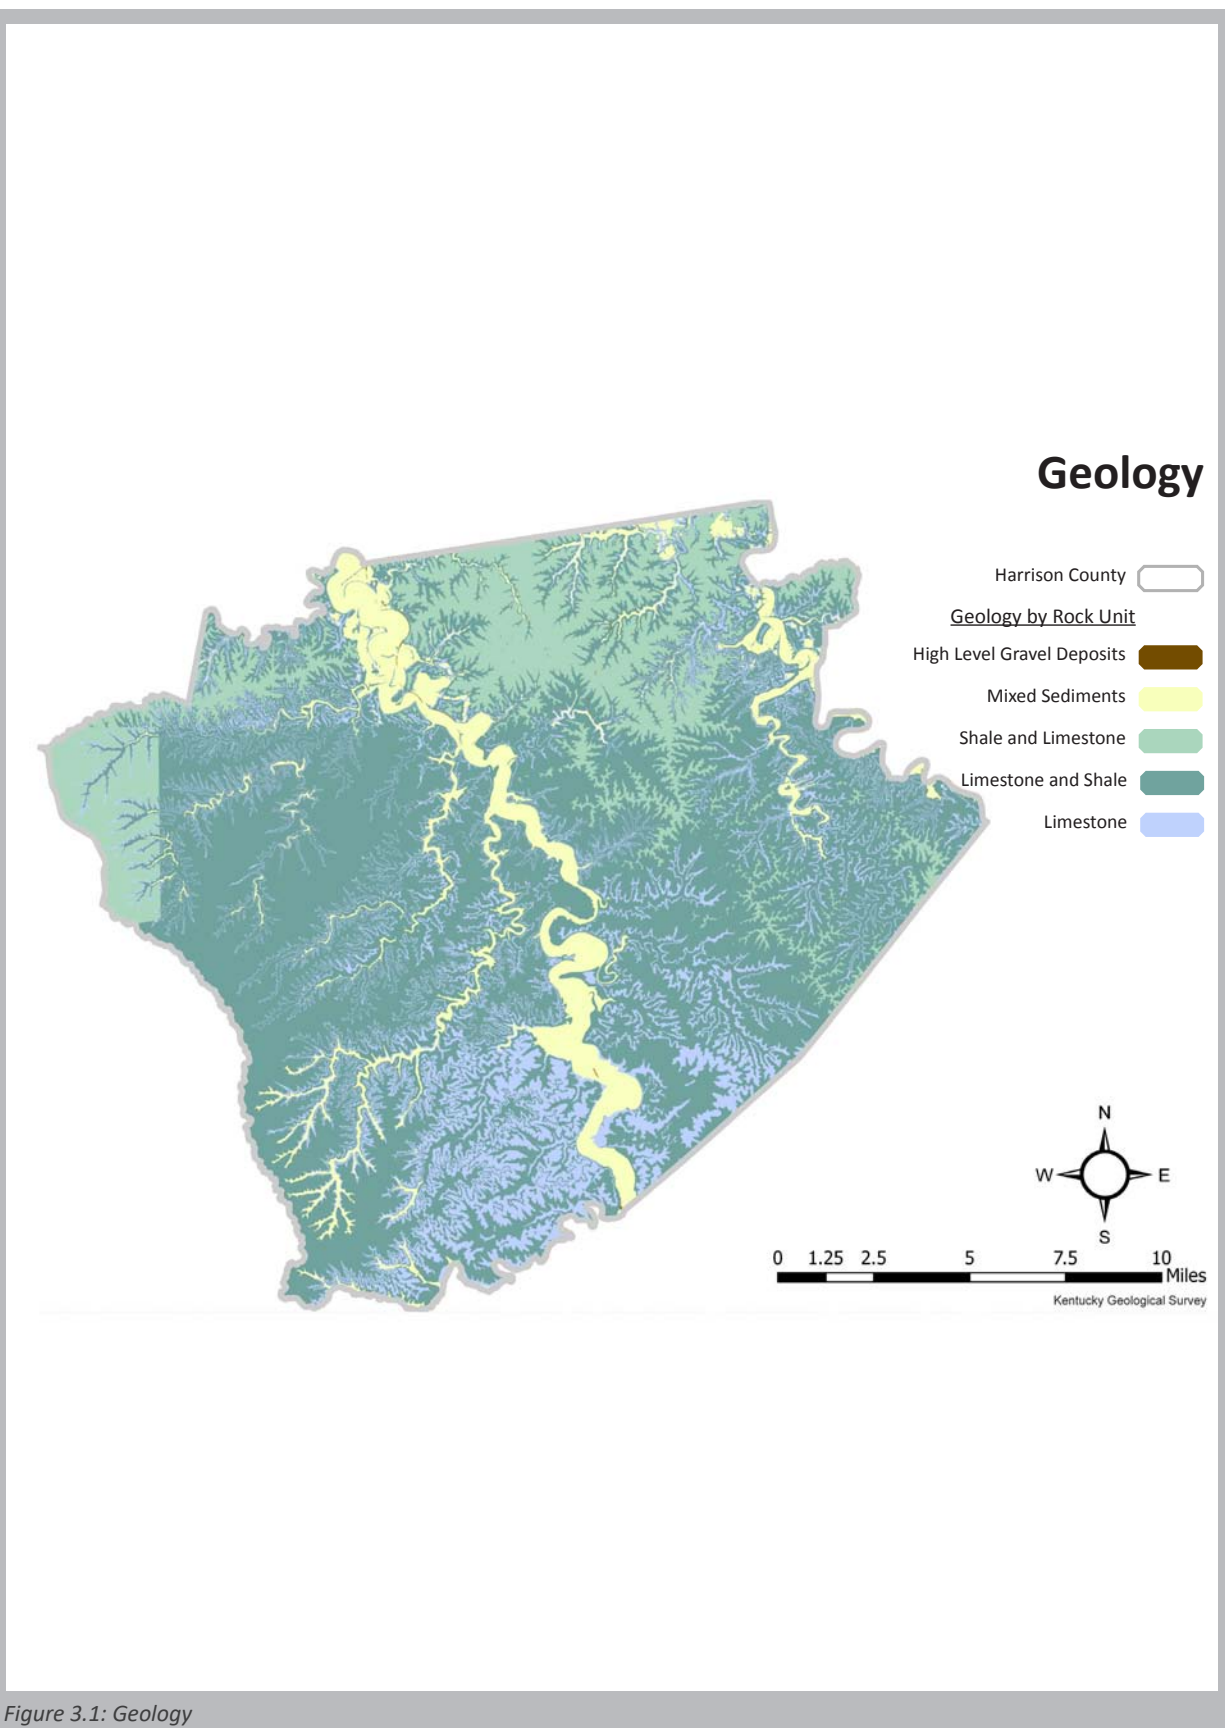 Geology
Harrison County
Geology by Rock Unit
High Level Gravel Deposits
Mixed Sediments
Shale and Limestone
Limestone and Shale
Limestone
N
W E
S
0 1.25 2.5 5 7.5 10
Miles
Kentucky Geological Survey
Figure 3.1: Geology